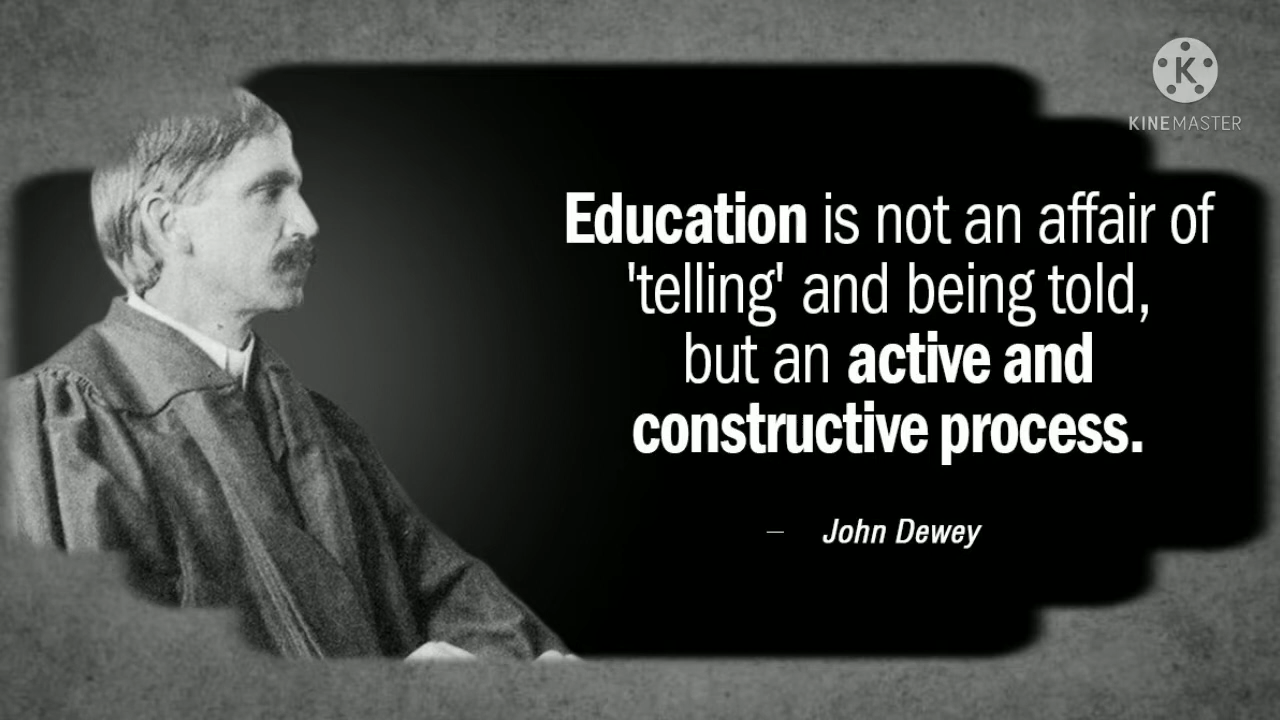 KINEMASTER
Education is not an affair of
'telling' and being told,
but an active and
constructive process.
– John Dewey